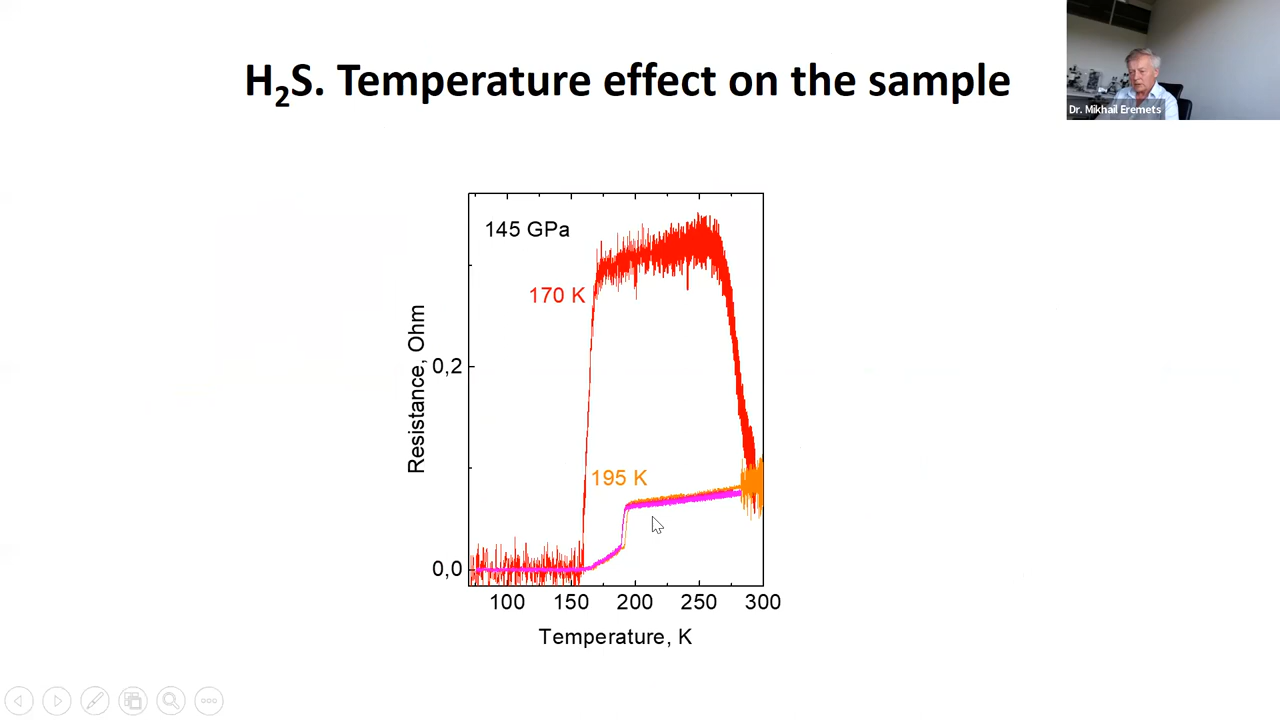 H₂S. Temperature effect on the sample
Dr. Mikhail Eremets
145 GPa
170 K
195 K
Resistance, Ohm
0,2
0,0
100 150 200 250 300
Temperature, K